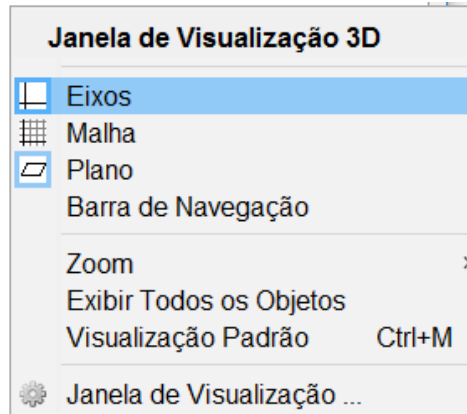 Janela de Visualização 3D
Eixos
Malha
Plano
Barra de Navegação
Zoom
Exibir Todos os Objetos
Visualização Padrão Ctrl+M
Janela de Visualização ...